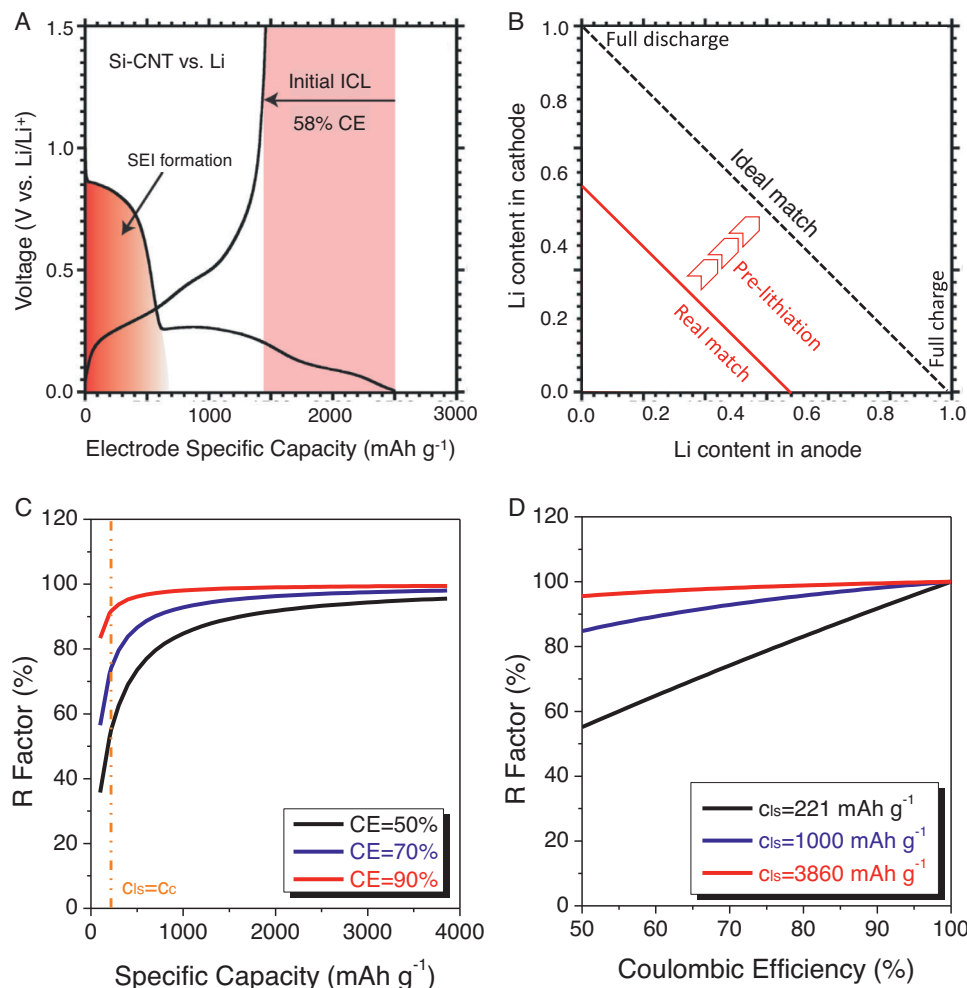 A
1.5
1.0
0.5
0.0
Voltage (V vs. Li/Li⁺)
Si-CNT vs. Li
Initial ICL
58% CE
SEI formation
0
1000
2000
3000
Electrode Specific Capacity (mAh g⁻¹)
B
1.0
0.8
0.6
0.4
0.2
0.0
Li content in cathode
Full discharge
Ideal match
Pre-lithiation
Real match
Full charge
0.0
0.2
0.4
0.6
0.8
1.0
Li content in anode
C
120
100
80
60
40
20
0
R Factor (%)
CE=50%
CE=70%
CE=90%
cls=cc
0
1000
2000
3000
4000
Specific Capacity (mAh g⁻¹)
D
120
100
80
60
40
20
0
R Factor (%)
cls=221 mAh g⁻¹
cls=1000 mAh g⁻¹
cls=3860 mAh g⁻¹
50
60
70
80
90
100
Coulombic Efficiency (%)